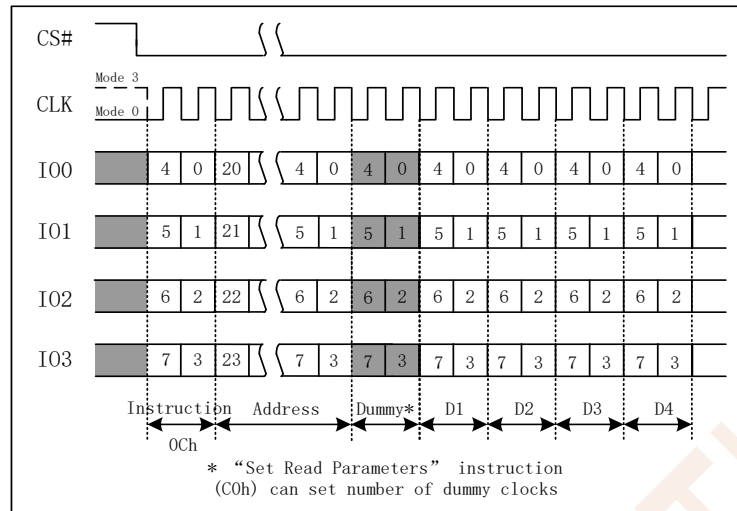 CS#
Mode 3
CLK
Mode 0
IO0 4 0 20 4 0 4 0 4 0 4 0 4 0 4 0
IO1 5 1 21 5 1 5 1 5 1 5 1 5 1 5 1
IO2 6 2 22 6 2 6 2 6 2 6 2 6 2 6 2
IO3 7 3 23 7 3 7 3 7 3 7 3 7 3 7 3
Instruction Address Dummy* D1 D2 D3 D4
0Ch
* “Set Read Parameters” instruction
(C0h) can set number of dummy clocks